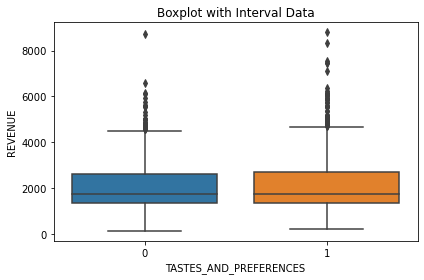 Boxplot with Interval Data
8000
6000
4000
2000
0
REVENUE
0 1
TASTES_AND_PREFERENCES